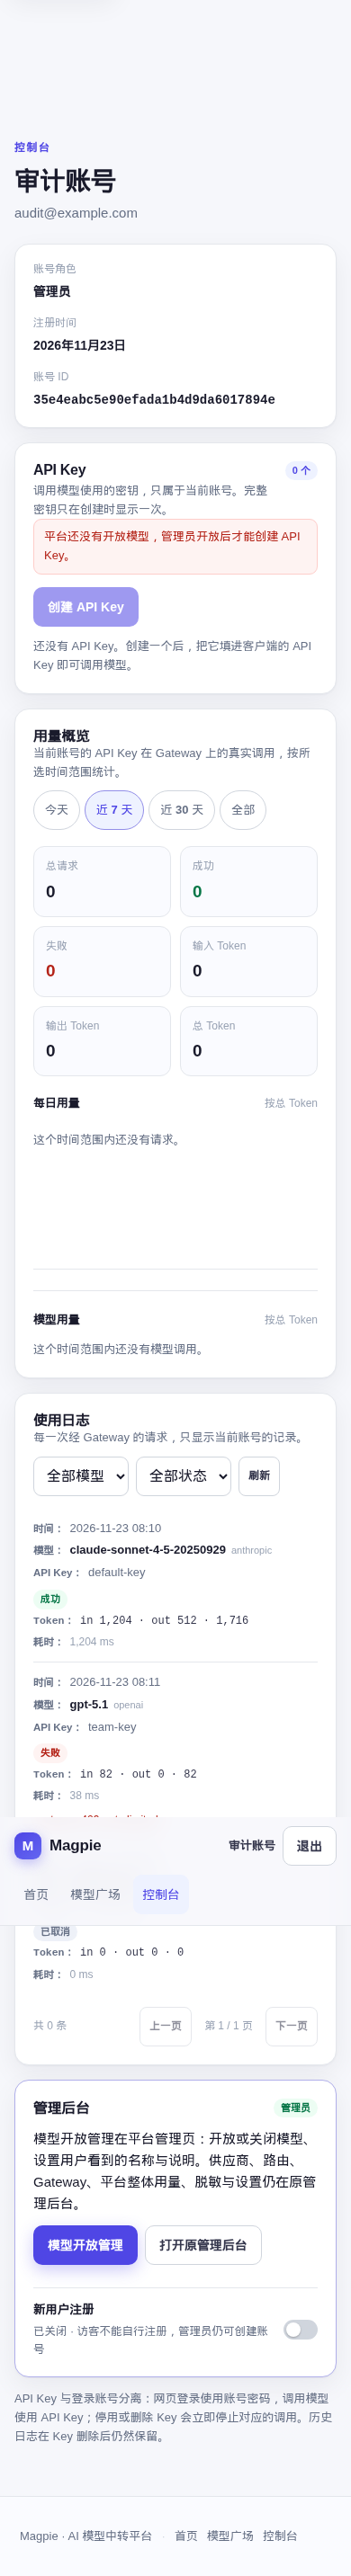 控制台
审计账号
audit@example.com
账号角色
管理员
注册时间
2026年11月23日
账号 ID
35e4eabc5e90efada1b4d9da6017894e
API Key
0 个
调用模型使用的密钥，只属于当前账号。完整
密钥只在创建时显示一次。
平台还没有开放模型，管理员开放后才能创建 API
Key。
创建 API Key
还没有 API Key。创建一个后，把它填进客户端的 API
Key 即可调用模型。
用量概览
当前账号的 API Key 在 Gateway 上的真实调用，按所
选时间范围统计。
今天
近 7 天
近 30 天
全部
总请求
0
成功
0
失败
0
输入 Token
0
输出 Token
0
总 Token
0
每日用量
按总 Token
这个时间范围内还没有请求。
模型用量
按总 Token
这个时间范围内还没有模型调用。
使用日志
每一次经 Gateway 的请求，只显示当前账号的记录。
全部模型
全部状态
刷新
时间： 2026-11-23 08:10
模型： claude-sonnet-4-5-20250929 anthropic
API Key： default-key
成功
Token： in 1,204 · out 512 · 1,716
耗时： 1,204 ms
时间： 2026-11-23 08:11
模型： gpt-5.1 openai
API Key： team-key
失败
Token： in 82 · out 0 · 82
耗时： 38 ms
M
Magpie
审计账号
退出
首页
模型广场
控制台
已取消
Token： in 0 · out 0 · 0
耗时： 0 ms
共 0 条
上一页
第 1 / 1 页
下一页
管理后台
管理员
模型开放管理在平台管理页：开放或关闭模型、
设置用户看到的名称与说明。供应商、路由、
Gateway、平台整体用量、脱敏与设置仍在原管
理后台。
模型开放管理
打开原管理后台
新用户注册
已关闭 · 访客不能自行注册，管理员仍可创建账
号
API Key 与登录账号分离：网页登录使用账号密码，调用模型
使用 API Key；停用或删除 Key 会立即停止对应的调用。历史
日志在 Key 删除后仍然保留。
Magpie · AI 模型中转平台 · 首页 模型广场 控制台